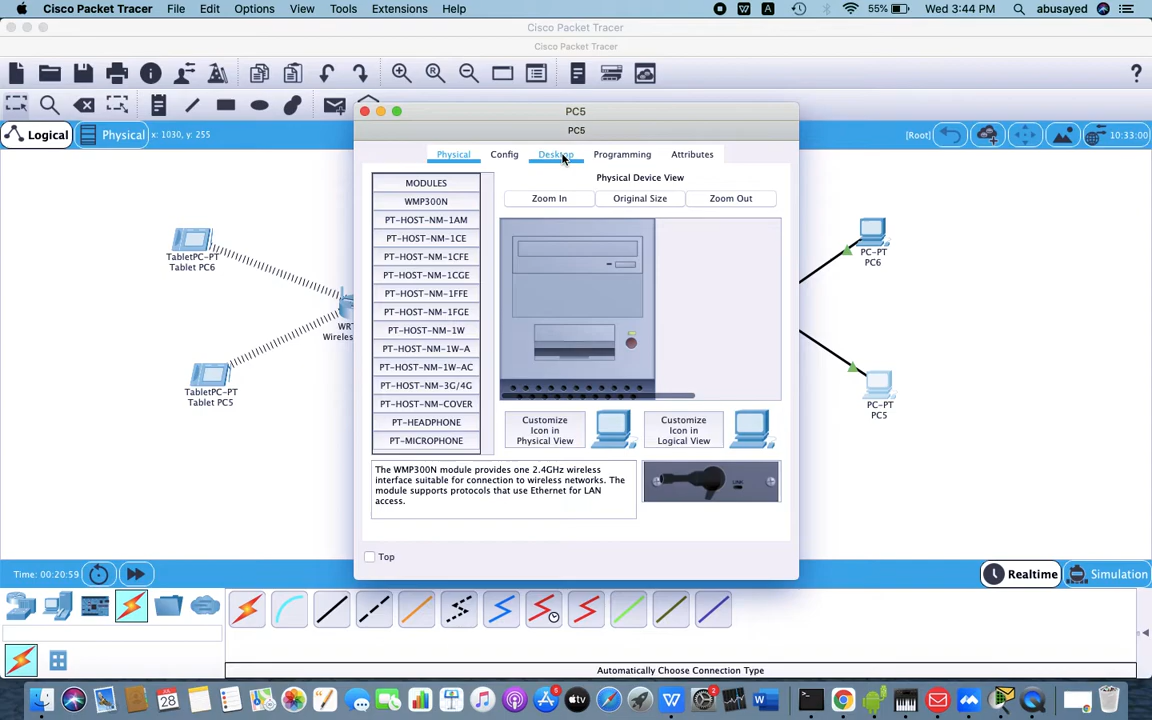 Cisco Packet Tracer File Edit Options View Tools Extensions Help
A 55% Wed 3:44 PM abusayed
Cisco Packet Tracer
Cisco Packet Tracer
?
PC5
PC5
Logical Physical x: 1030, y: 255 [Root] 10:33:00
Physical Config Desktop Programming Attributes
MODULES
WMP300N
PT-HOST-NM-1AM
PT-HOST-NM-1CE
PT-HOST-NM-1CFE
PT-HOST-NM-1CGE
PT-HOST-NM-1FFE
PT-HOST-NM-1FGE
PT-HOST-NM-1W
PT-HOST-NM-1W-A
PT-HOST-NM-1W-AC
PT-HOST-NM-3G/4G
PT-HOST-NM-COVER
PT-HEADPHONE
PT-MICROPHONE
Physical Device View
Zoom In Original Size Zoom Out
Customize
Icon in
Physical View
Customize
Icon in
Logical View
The WMP300N module provides one 2.4GHz wireless
interface suitable for connection to wireless networks. The
module supports protocols that use Ethernet for LAN
access.
LINK
Top
TabletPC-PT
Tablet PC6
TabletPC-PT
Tablet PC5
WRT
Wireles
PC-PT
PC6
PC-PT
PC5
Time: 00:20:59 Realtime Simulation
Automatically Choose Connection Type
JUL
28
6
2